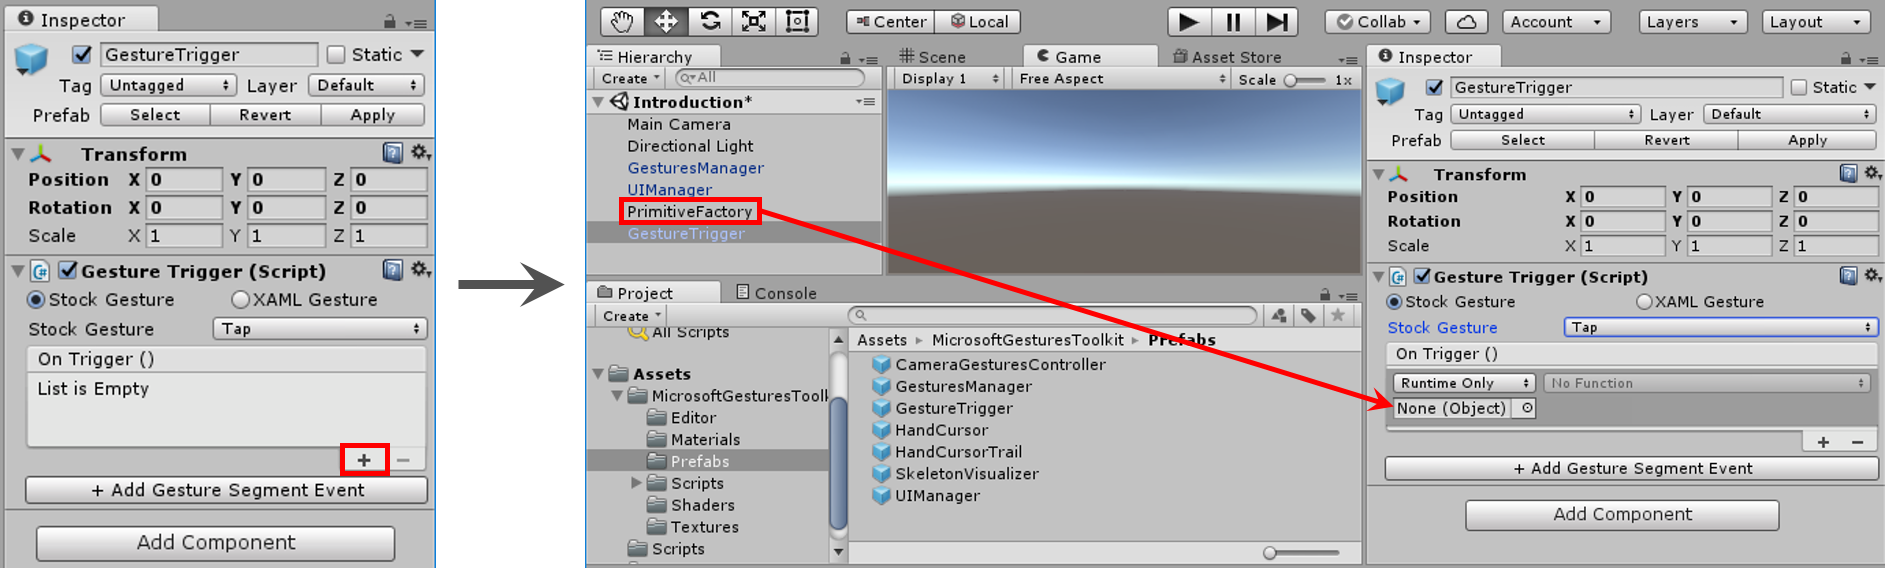 Inspector
GestureTrigger Static
Tag Untagged Layer Default
Prefab Select Revert Apply
Transform
Position X 0 Y 0 Z 0
Rotation X 0 Y 0 Z 0
Scale X 1 Y 1 Z 1
Gesture Trigger (Script)
Stock Gesture XAML Gesture
Stock Gesture Tap
On Trigger ()
List is Empty
+ −
+ Add Gesture Segment Event
Add Component
Center Local Collab Account Layers Layout
Hierarchy
Create All
Introduction*
Main Camera
Directional Light
GesturesManager
UIManager
PrimitiveFactory
GestureTrigger
Scene Game Asset Store
Display 1 Free Aspect Scale 1x
Project Console
Create
All Scripts
Assets
MicrosoftGesturesToolk
Editor
Materials
Prefabs
Scripts
Shaders
Textures
Scripts
Assets ▸ MicrosoftGesturesToolkit ▸ Prefabs
CameraGesturesController
GesturesManager
GestureTrigger
HandCursor
HandCursorTrail
SkeletonVisualizer
UIManager
Inspector
GestureTrigger Static
Tag Untagged Layer Default
Prefab Select Revert Apply
Transform
Position X 0 Y 0 Z 0
Rotation X 0 Y 0 Z 0
Scale X 1 Y 1 Z 1
Gesture Trigger (Script)
Stock Gesture XAML Gesture
Stock Gesture Tap
On Trigger ()
Runtime Only No Function
None (Object)
+ −
+ Add Gesture Segment Event
Add Component